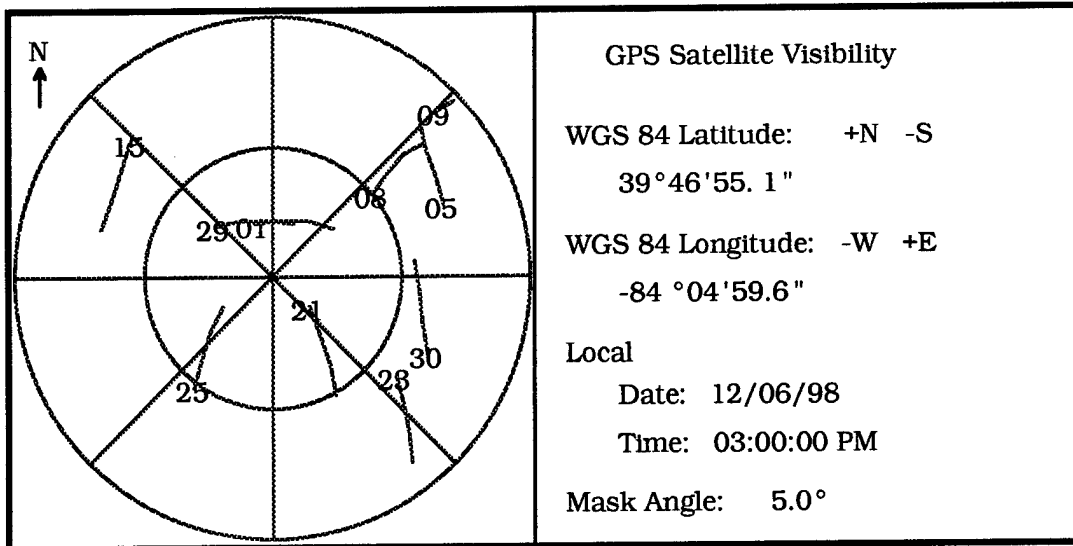 N
09
15
08
05
29 01
21
30
23
25
GPS Satellite Visibility
WGS 84 Latitude: +N -S
39°46'55. 1"
WGS 84 Longitude: -W +E
-84 °04'59.6"
Local
Date: 12/06/98
Time: 03:00:00 PM
Mask Angle: 5.0°